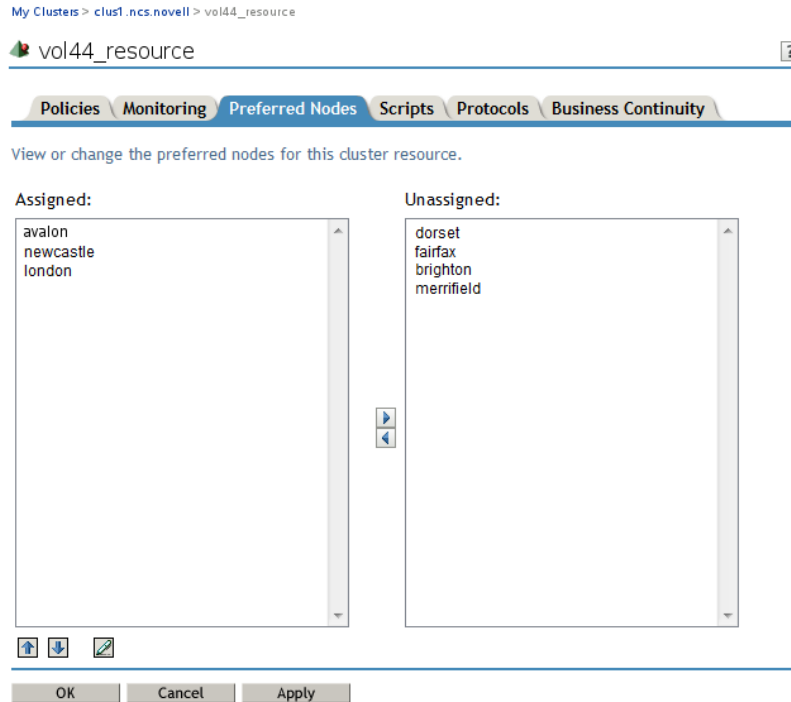 My Clusters > clus1.ncs.novell > vol44_resource
vol44_resource
?
Policies Monitoring Preferred Nodes Scripts Protocols Business Continuity
View or change the preferred nodes for this cluster resource.
Assigned: Unassigned:
avalon
newcastle
london
dorset
fairfax
brighton
merrifield
OK Cancel Apply